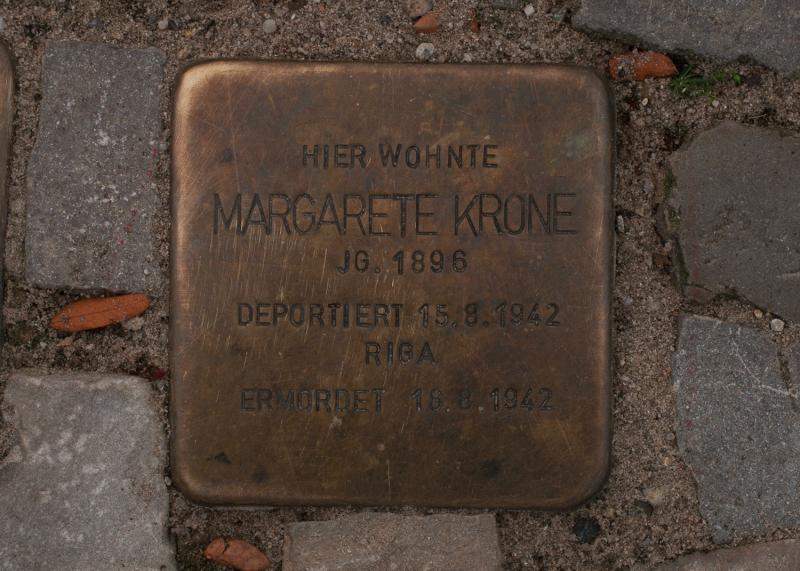 HIER WOHNTE
MARGARETE KRONE
JG. 1896
DEPORTIERT 15.8.1942
RIGA
ERMORDET 18.8.1942